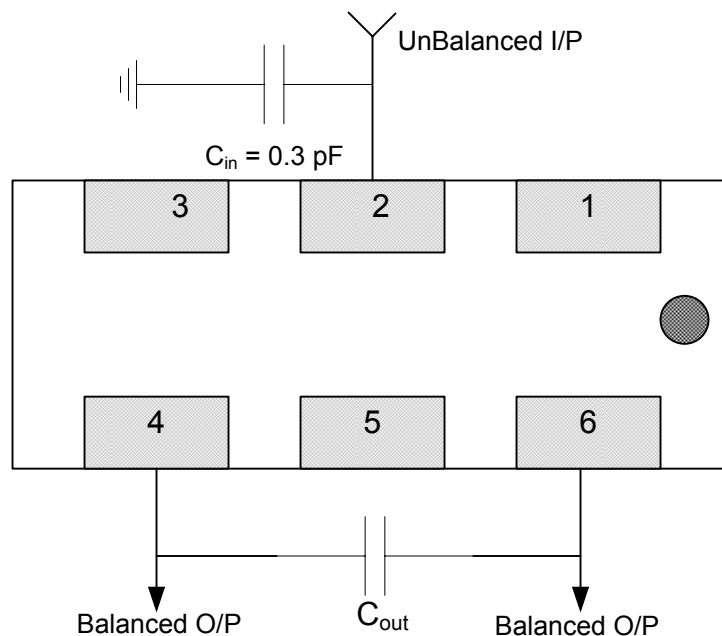 UnBalanced I/P
C_in = 0.3 pF
3 2 1
4 5 6
Balanced O/P C_out Balanced O/P